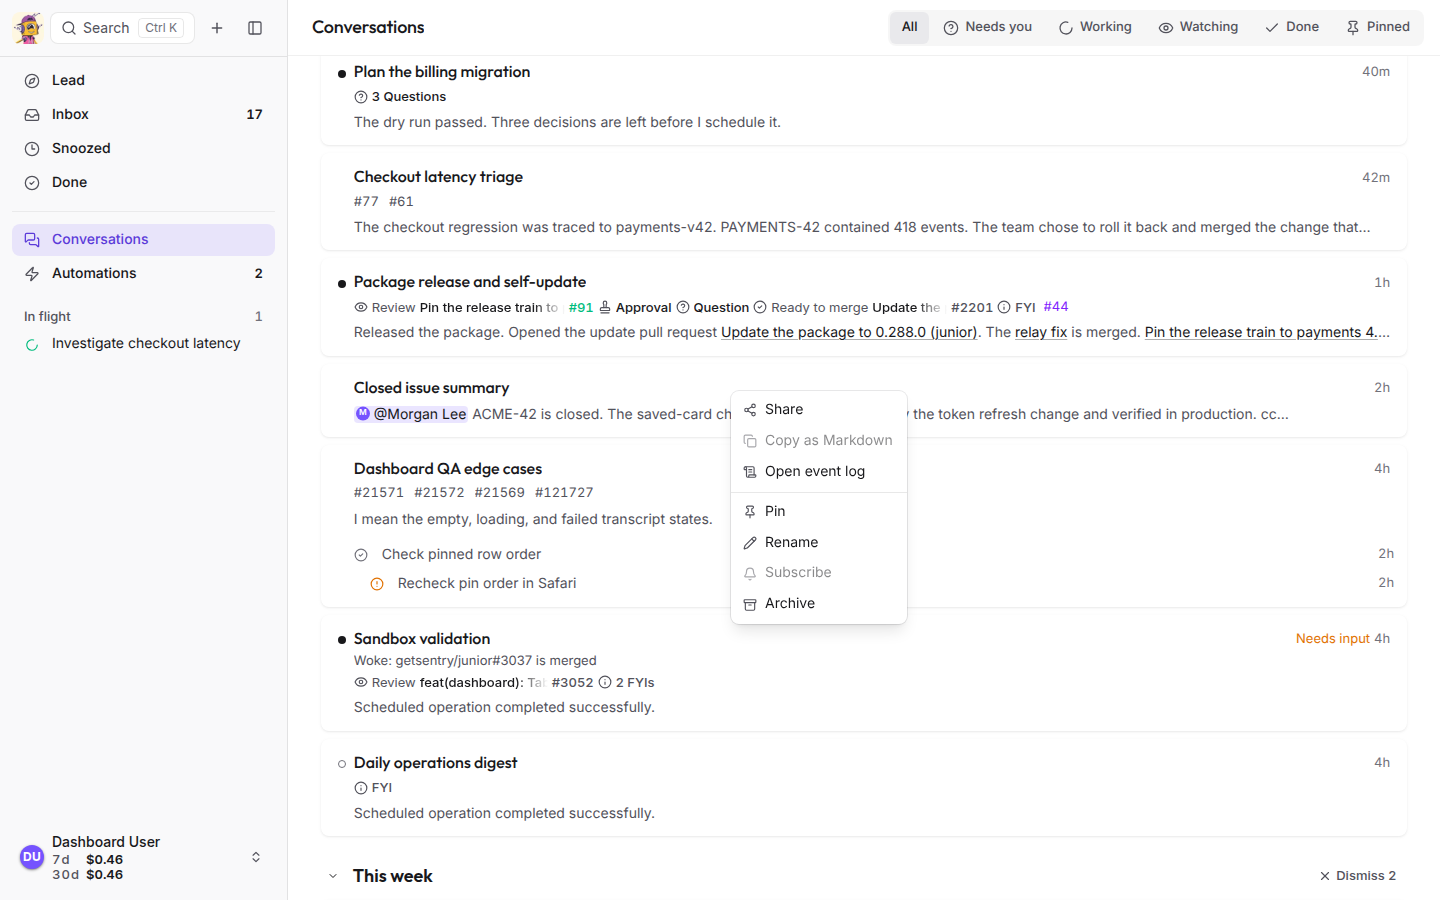 Search Ctrl K
Lead
Inbox 17
Snoozed
Done
Conversations
Automations 2
In flight 1
Investigate checkout latency
DU Dashboard User
7d $0.46
30d $0.46
Conversations
All Needs you Working Watching Done Pinned
Plan the billing migration 40m
3 Questions
The dry run passed. Three decisions are left before I schedule it.
Checkout latency triage 42m
#77 #61
The checkout regression was traced to payments-v42. PAYMENTS-42 contained 418 events. The team chose to roll it back and merged the change that...
Package release and self-update 1h
Review Pin the release train to #91 Approval Question Ready to merge Update the #2201 FYI #44
Released the package. Opened the update pull request Update the package to 0.288.0 (junior). The relay fix is merged. Pin the release train to payments 4....
Closed issue summary 2h
M @Morgan Lee ACME-42 is closed. The saved-card ch the token refresh change and verified in production. cc...
Share
Copy as Markdown
Open event log
Pin
Rename
Subscribe
Archive
Dashboard QA edge cases 4h
#21571 #21572 #21569 #121727
I mean the empty, loading, and failed transcript states.
Check pinned row order 2h
Recheck pin order in Safari 2h
Sandbox validation Needs input 4h
Woke: getsentry/junior#3037 is merged
Review feat(dashboard): Tal #3052 2 FYIs
Scheduled operation completed successfully.
Daily operations digest 4h
FYI
Scheduled operation completed successfully.
This week Dismiss 2